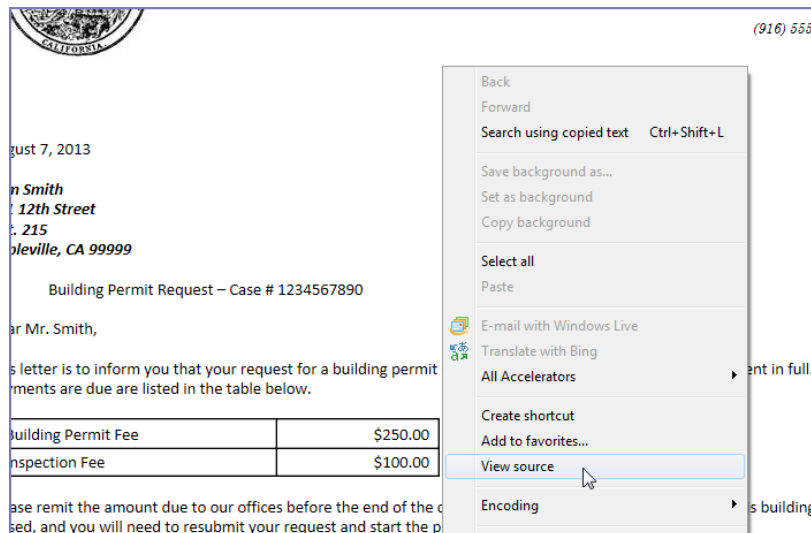 CALIFORNIA
(916) 555
gust 7, 2013
n Smith
12th Street
t. 215
pleville, CA 99999
Building Permit Request – Case # 1234567890
ar Mr. Smith,
s letter is to inform you that your request for a building permit
ent in full.
ments are due are listed in the table below.
Building Permit Fee $250.00
nspection Fee $100.00
ase remit the amount due to our offices before the end of the
s building
sed, and you will need to resubmit your request and start the p
Back
Forward
Search using copied text Ctrl+Shift+L
Save background as...
Set as background
Copy background
Select all
Paste
E-mail with Windows Live
Translate with Bing
All Accelerators
Create shortcut
Add to favorites...
View source
Encoding